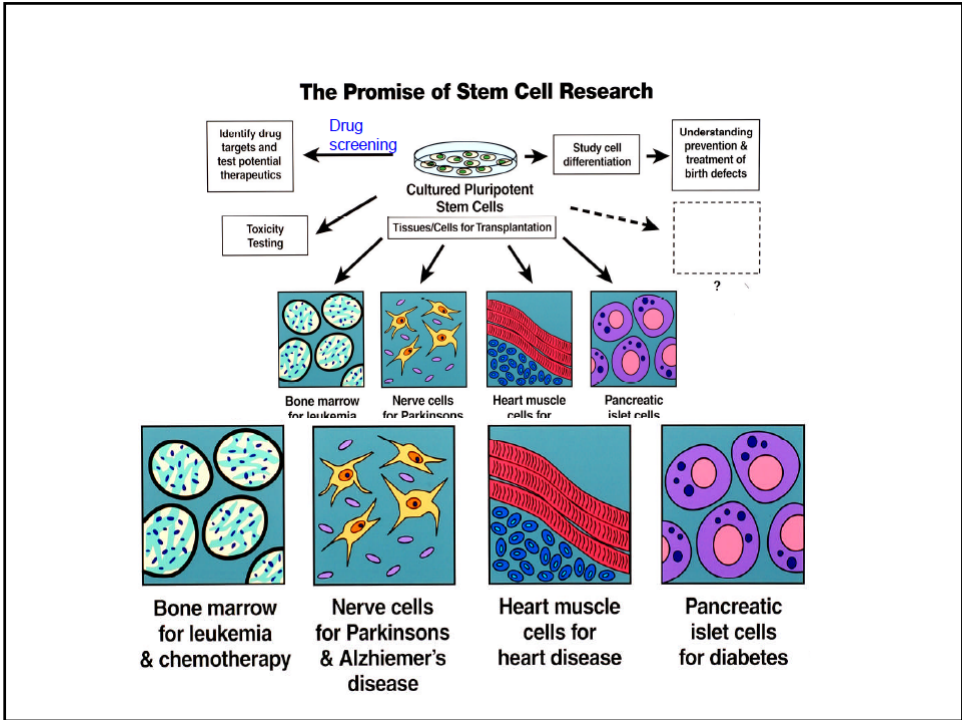 The Promise of Stem Cell Research
Identify drug
targets and
test potential
therapeutics
Drug
screening
Study cell
differentiation
Understanding
prevention &
treatment of
birth defects
Cultured Pluripotent
Stem Cells
Toxicity
Testing
Tissues/Cells for Transplantation
?
Bone marrow
for leukemia
Nerve cells
for Parkinsons
Heart muscle
cells for
Pancreatic
islet cells
Bone marrow
for leukemia
& chemotherapy
Nerve cells
for Parkinsons
& Alzhiemer's
disease
Heart muscle
cells for
heart disease
Pancreatic
islet cells
for diabetes